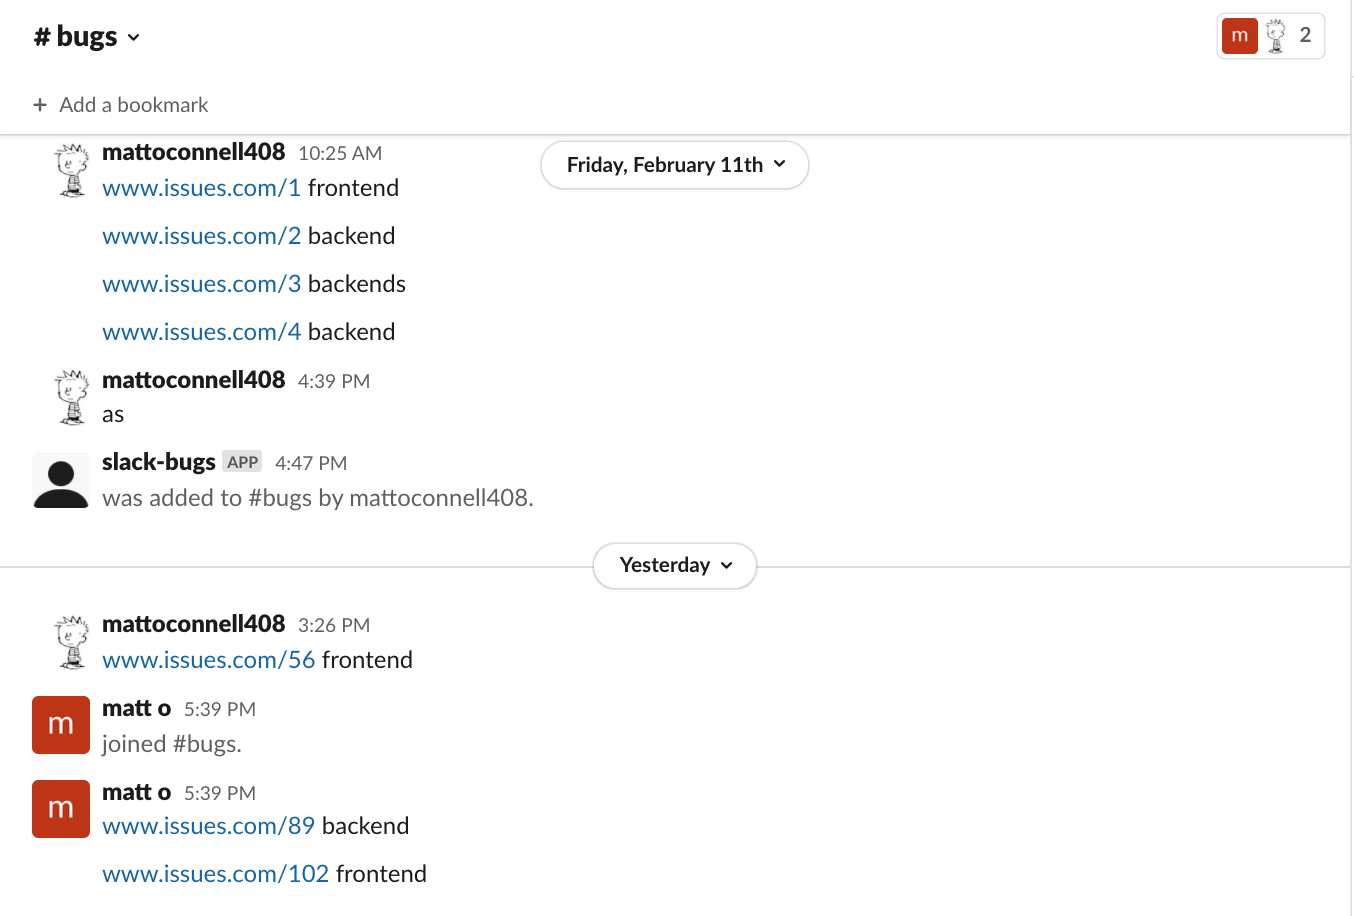 # bugs
m 2
+ Add a bookmark
Friday, February 11th
mattoconnell408 10:25 AM
www.issues.com/1 frontend
www.issues.com/2 backend
www.issues.com/3 backends
www.issues.com/4 backend
mattoconnell408 4:39 PM
as
slack-bugs APP 4:47 PM
was added to #bugs by mattoconnell408.
Yesterday
mattoconnell408 3:26 PM
www.issues.com/56 frontend
m
matt o 5:39 PM
joined #bugs.
m
matt o 5:39 PM
www.issues.com/89 backend
www.issues.com/102 frontend